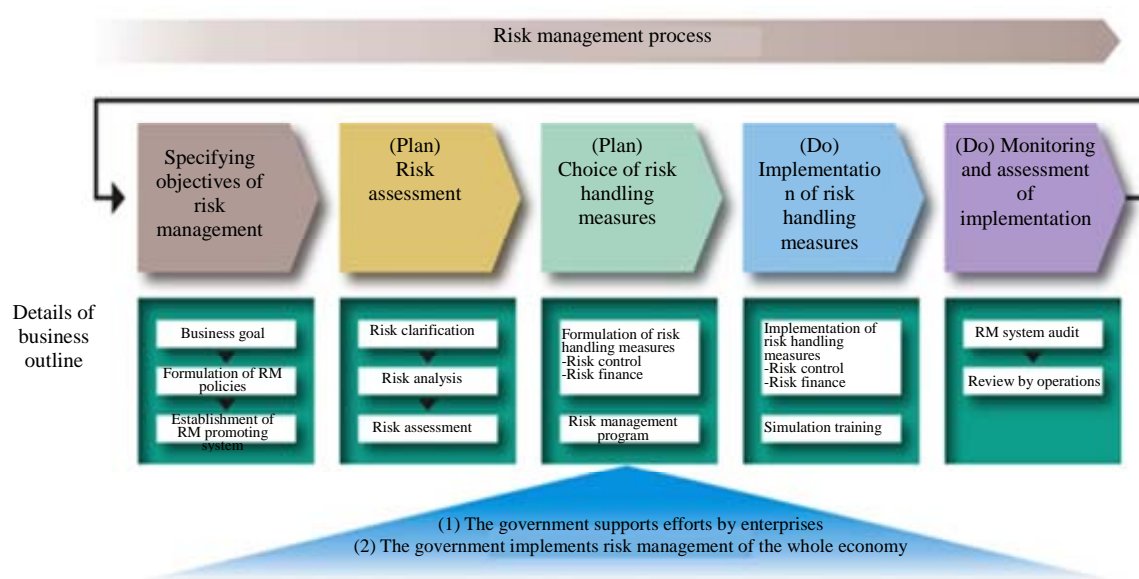 Risk management process
Specifying
objectives of
risk
management
(Plan)
Risk
assessment
(Plan)
Choice of risk
handling
measures
(Do)
Implementatio
n of risk
handling
measures
(Do) Monitoring
and assessment
of
implementation
Details of
business
outline
Business goal
Formulation of RM
policies
Establishment of
RM promoting
system
Risk clarification
Risk analysis
Risk assessment
Formulation of risk
handling measures
-Risk control
-Risk finance
Risk management
program
Implementation of
risk handling
measures
-Risk control
-Risk finance
Simulation training
RM system audit
Review by operations
(1) The government supports efforts by enterprises
(2) The government implements risk management of the whole economy